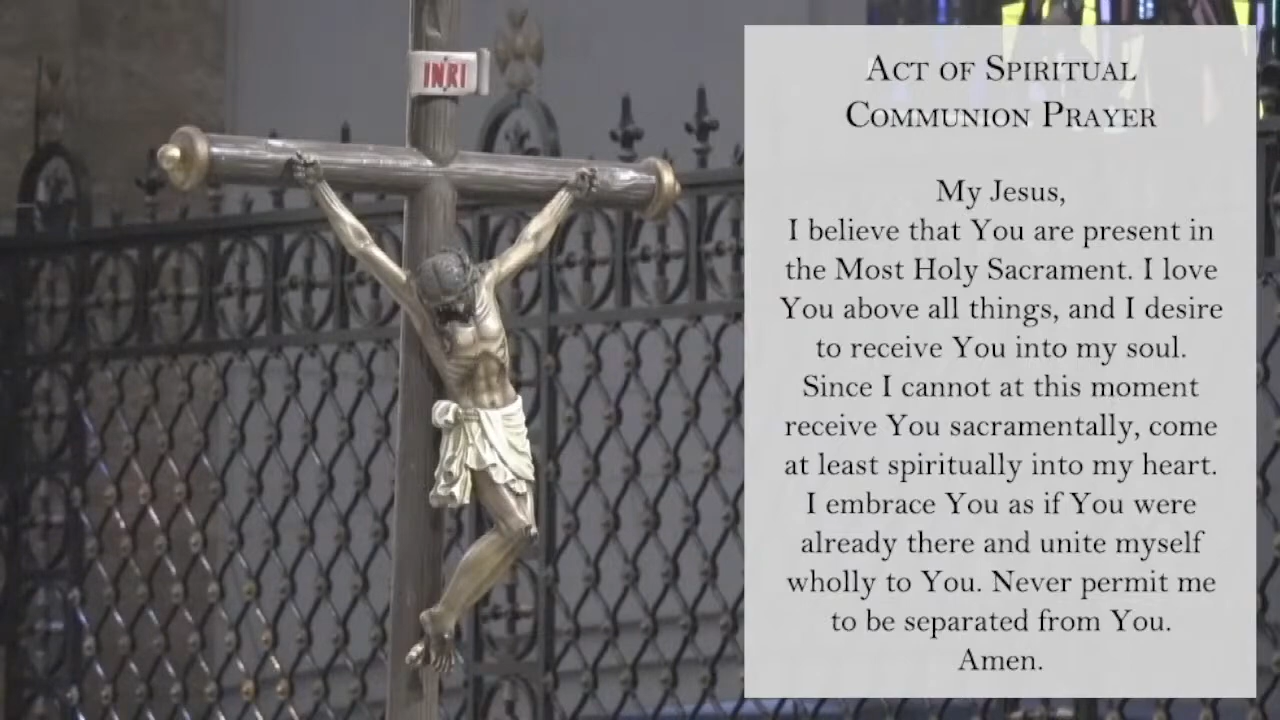 INRI
ACT OF SPIRITUAL
COMMUNION PRAYER
My Jesus,
I believe that You are present in
the Most Holy Sacrament. I love
You above all things, and I desire
to receive You into my soul.
Since I cannot at this moment
receive You sacramentally, come
at least spiritually into my heart.
I embrace You as if You were
already there and unite myself
wholly to You. Never permit me
to be separated from You.
Amen.